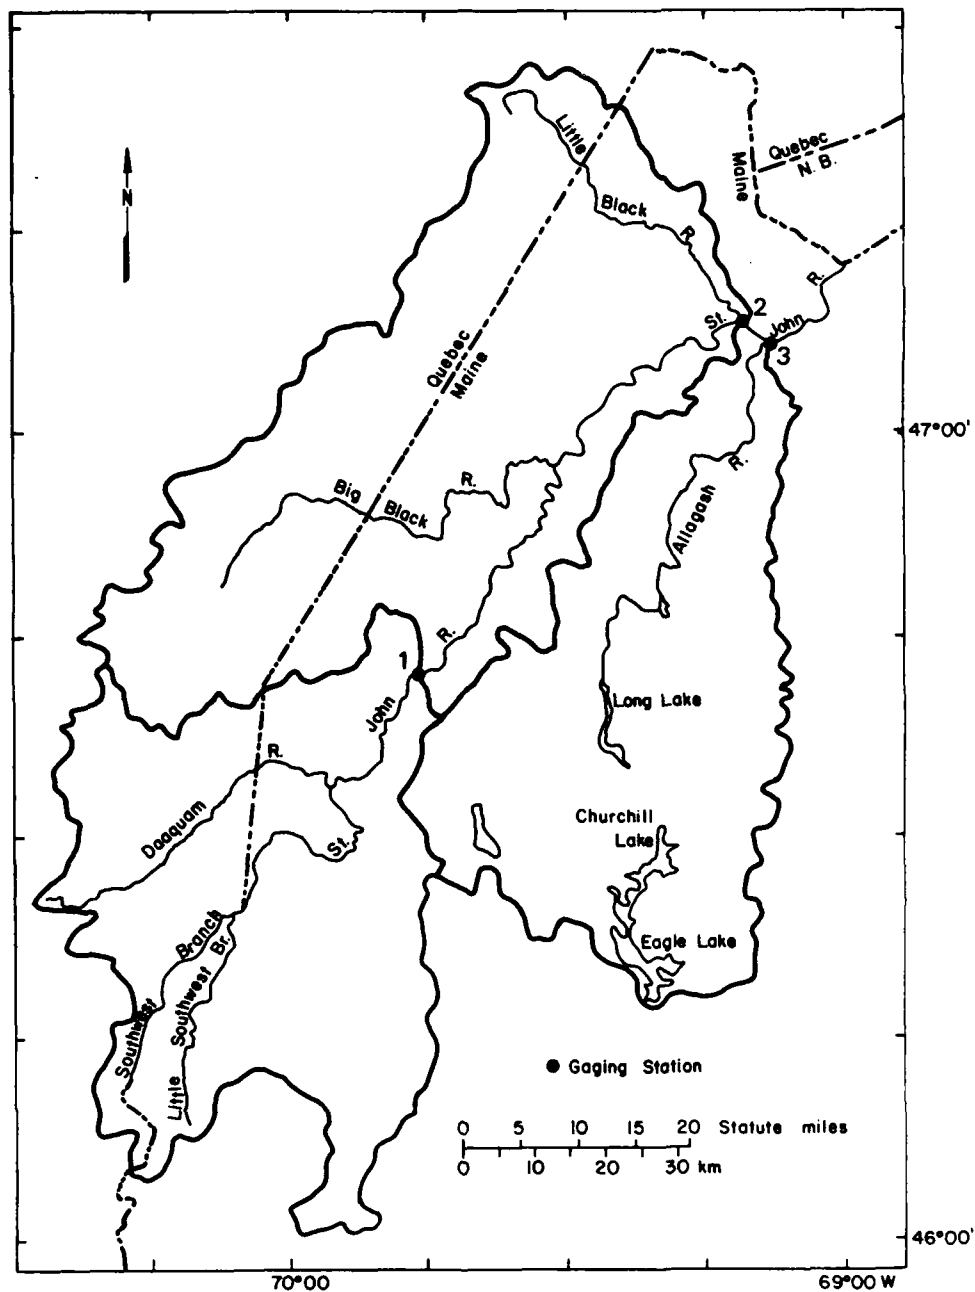 N
Little
Black
R.
Maine
Quebec
N. B.
R.
St.
2
John
3
Quebec
Maine
47°00'
R.
Allagash
Big
Black
R.
R.
1
John
Long Lake
R.
Daaquam
St.
Churchill
Lake
Eagle Lake
Branch
Southwest
Southwest Br.
Little
Gaging Station
0 5 10 15 20 Statute miles
0 10 20 30 km
46°00'
70°00 69°00 W